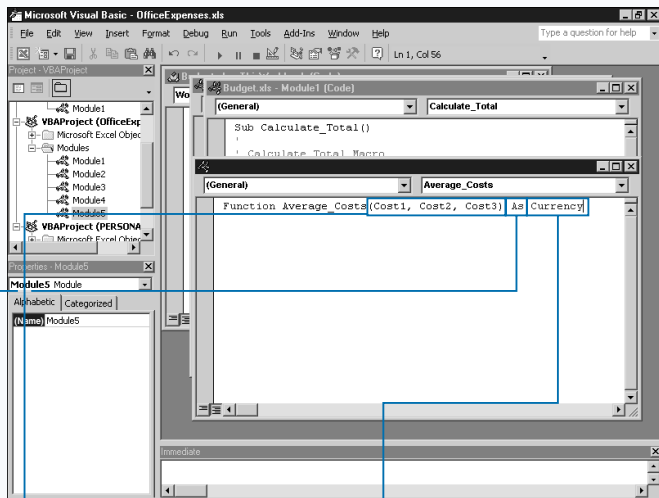 Microsoft Visual Basic - OfficeExpenses.xls
File Edit View Insert Format Debug Run Tools Add-Ins Window Help
Type a question for help
Ln 1, Col 56
Project - VBAProject
Module1
VBAProject (OfficeExp
Microsoft Excel Objec
Modules
Module1
Module2
Module3
Module4
Module5
VBAProject (PERSONA
Microsoft Excel Objec
Properties - Module5
Module5 Module
Alphabetic Categorized
(Name) Module5
Wo
Budget.xls - Module1 (Code)
(General) Calculate_Total
Sub Calculate_Total()
'
' Calculate_Total Macro
(General) Average_Costs
Function Average_Costs(Cost1, Cost2, Cost3) As Currency
Immediate